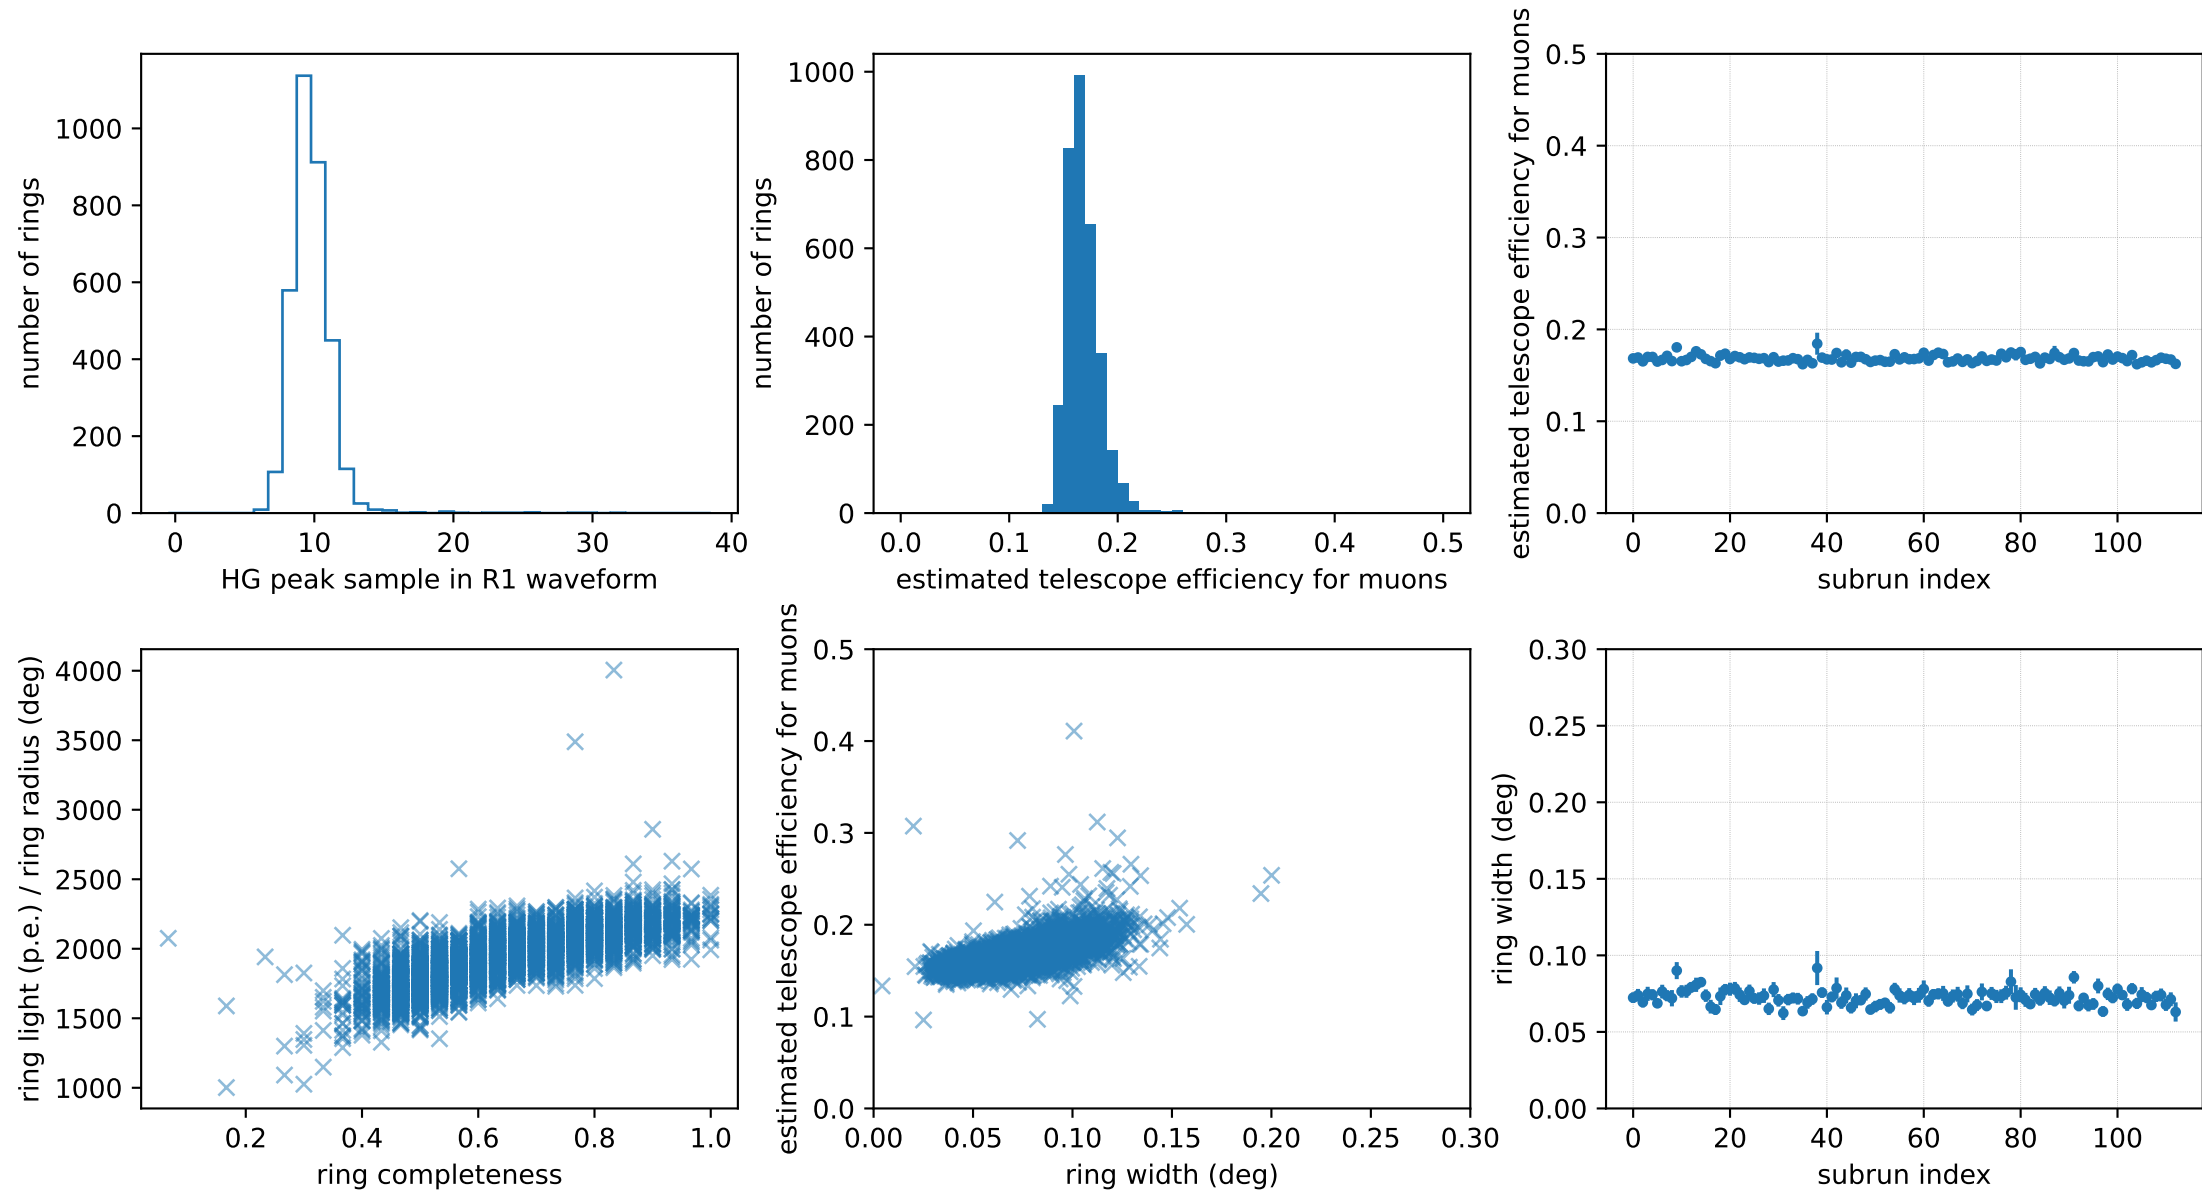 number of rings
1000
800
600
400
200
0
0 10 20 30 40
HG peak sample in R1 waveform
number of rings
1000
800
600
400
200
0
0.0 0.1 0.2 0.3 0.4 0.5
estimated telescope efficiency for muons
estimated telescope efficiency for muons
0.5
0.4
0.3
0.2
0.1
0.0
0 20 40 60 80 100
subrun index
ring light (p.e.) / ring radius (deg)
4000
3500
3000
2500
2000
1500
1000
0.2 0.4 0.6 0.8 1.0
ring completeness
estimated telescope efficiency for muons
0.5
0.4
0.3
0.2
0.1
0.0
0.00 0.05 0.10 0.15 0.20 0.25 0.30
ring width (deg)
ring width (deg)
0.30
0.25
0.20
0.15
0.10
0.05
0.00
0 20 40 60 80 100
subrun index